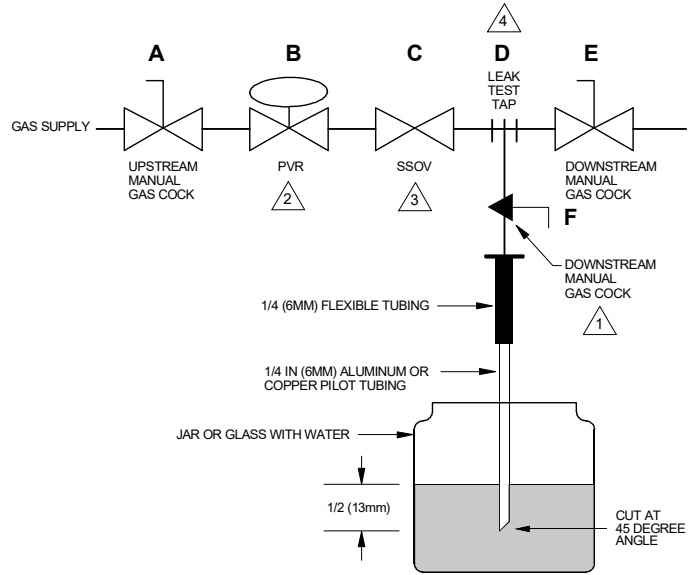 4
A B C D E
LEAK
TEST
TAP
GAS SUPPLY
UPSTREAM
MANUAL
GAS COCK
PVR
2
SSOV
3
DOWNSTREAM
MANUAL
GAS COCK
F
DOWNSTREAM
MANUAL
GAS COCK
1
1/4 (6MM) FLEXIBLE TUBING
1/4 IN (6MM) ALUMINUM OR
COPPER PILOT TUBING
JAR OR GLASS WITH WATER
1/2 (13mm)
CUT AT
45 DEGREE
ANGLE